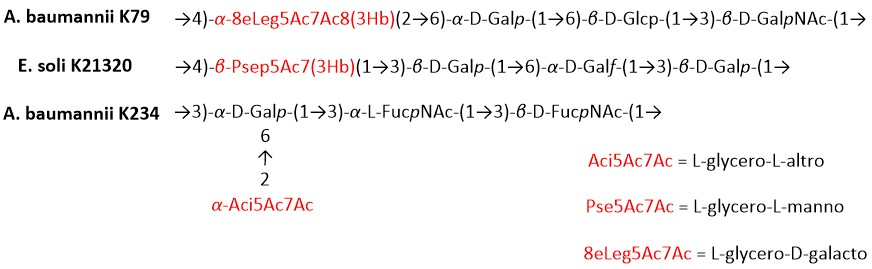 A. baumannii K79 →4)-α-8eLeg5Ac7Ac8(3Hb)(2→6)-α-D-Galp-(1→6)-β-D-Glcp-(1→3)-β-D-GalpNAc-(1→
E. soli K21320 →4)-β-Psep5Ac7(3Hb)(1→3)-β-D-Galp-(1→6)-α-D-Galf-(1→3)-β-D-Galp-(1→
A. baumannii K234 →3)-α-D-Galp-(1→3)-α-L-FucpNAc-(1→3)-β-D-FucpNAc-(1→
6
↑
2
α-Aci5Ac7Ac
Aci5Ac7Ac = L-glycero-L-altro
Pse5Ac7Ac = L-glycero-L-manno
8eLeg5Ac7Ac = L-glycero-D-galacto